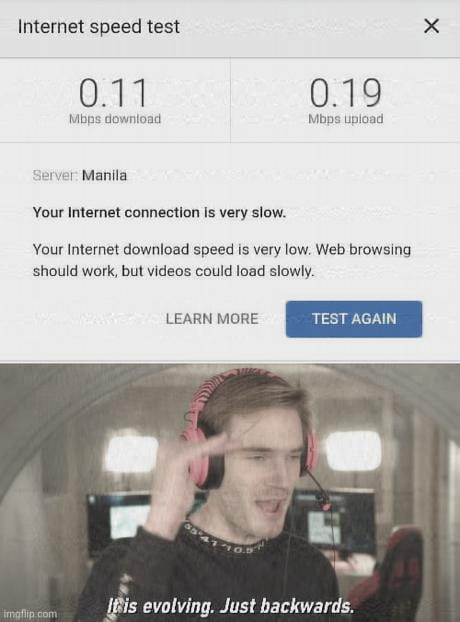 Internet speed test
0.11
Mbps download
0.19
Mbps upload
Server: Manila
Your Internet connection is very slow.
Your Internet download speed is very low. Web browsing
should work, but videos could load slowly.
LEARN MORE
TEST AGAIN
It is evolving. Just backwards.
imgflip.com